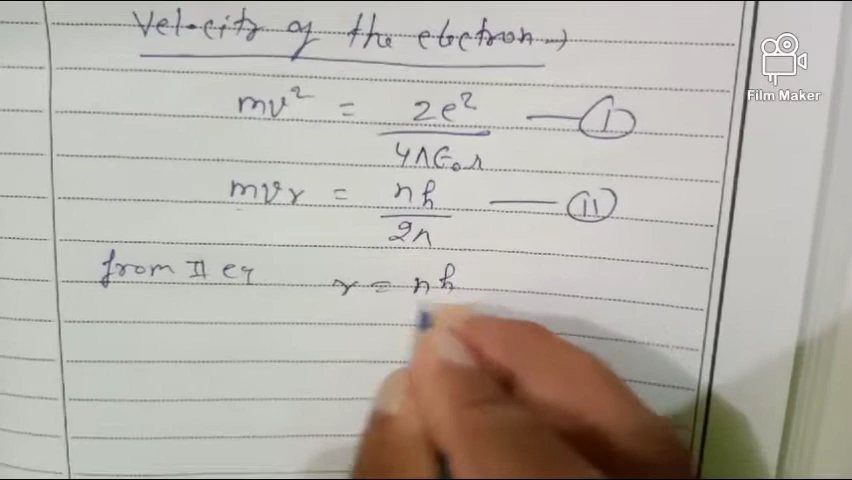 Velocity of the electron →
Film Maker
mv² = 2e² / 4πϵ₀r — I
mvr = nh / 2π — II
from II eq r = nh